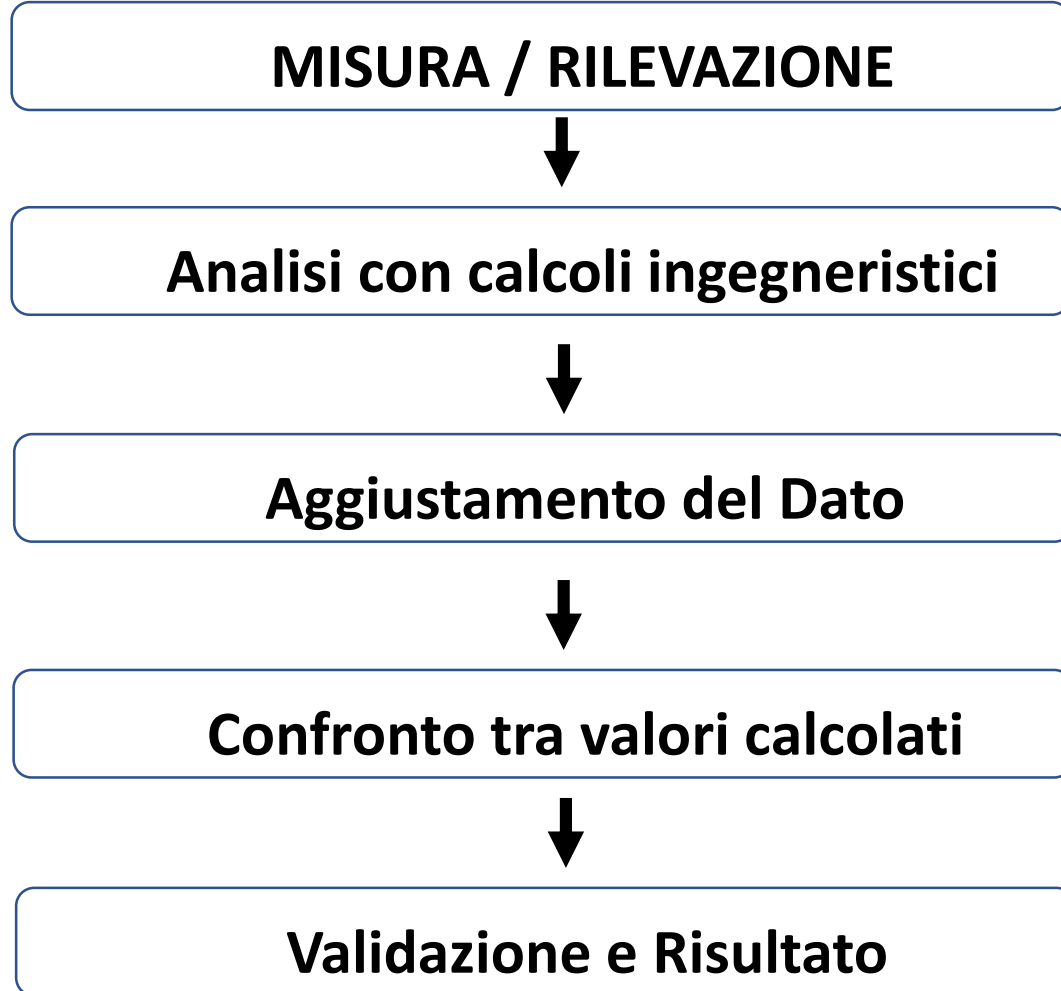 MISURA / RILEVAZIONE
Analisi con calcoli ingegneristici
Aggiustamento del Dato
Confronto tra valori calcolati
Validazione e Risultato